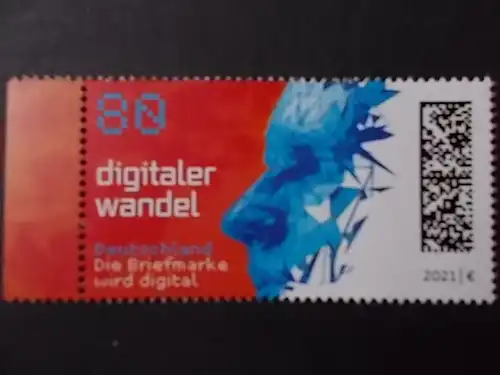 80
digitaler
wandel
Deutschland
Die Briefmarke
wird digital
2021 | €